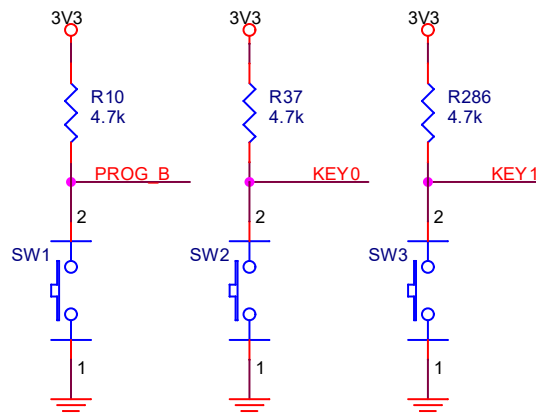 3V3 3V3 3V3
R10 R37 R286
4.7k 4.7k 4.7k
PROG_B KEY0 KEY1
2 2 2
SW1 SW2 SW3
1 1 1